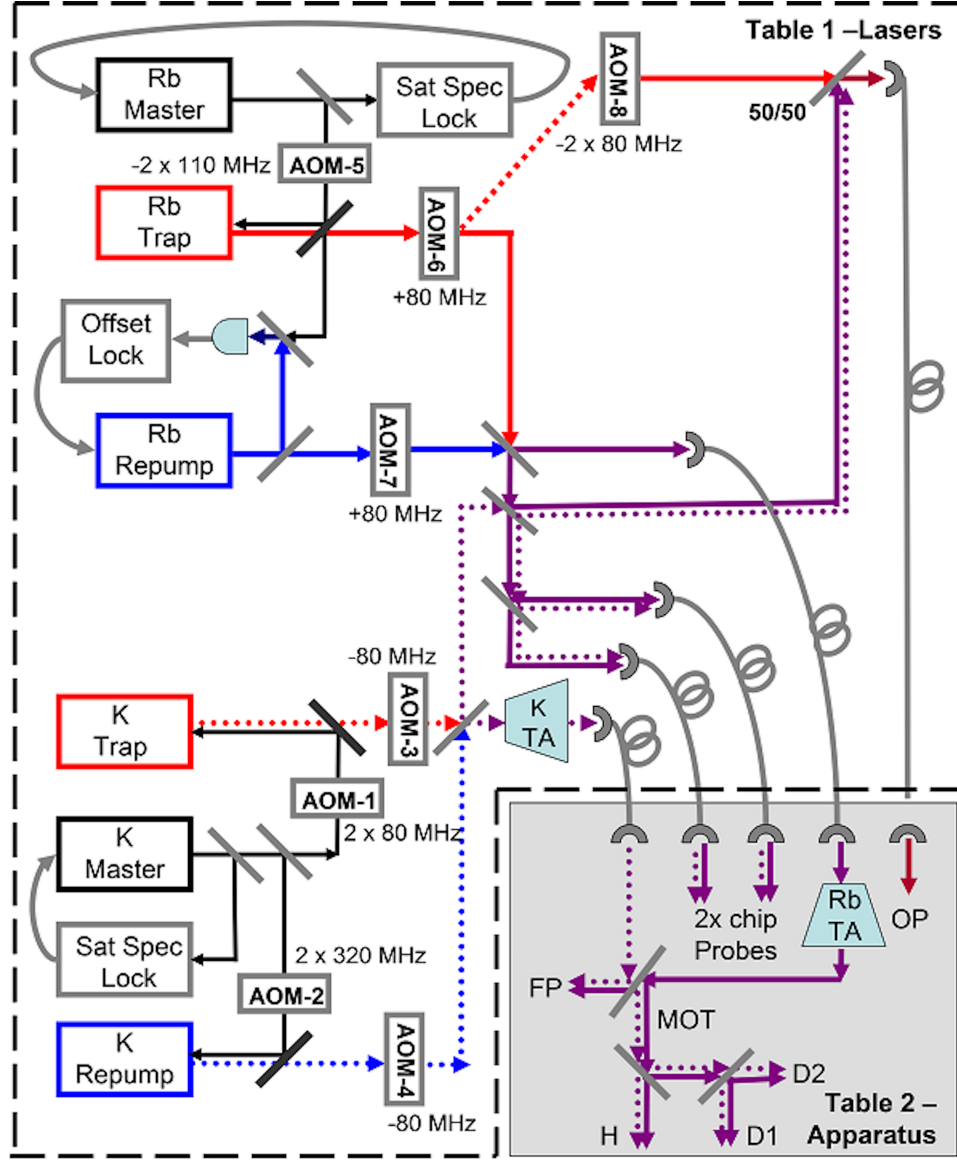 Table 1 –Lasers
Rb
Master
Sat Spec
Lock
AOM-8
50/50
-2 x 80 MHz
-2 x 110 MHz
AOM-5
Rb
Trap
AOM-6
+80 MHz
Offset
Lock
Rb
Repump
AOM-7
+80 MHz
-80 MHz
K
Trap
AOM-3
K
TA
AOM-1
2 x 80 MHz
K
Master
Sat Spec
Lock
2 x 320 MHz
AOM-2
K
Repump
AOM-4
-80 MHz
2x chip
Probes
Rb
TA
OP
FP
MOT
D2
H
D1
Table 2 –
Apparatus